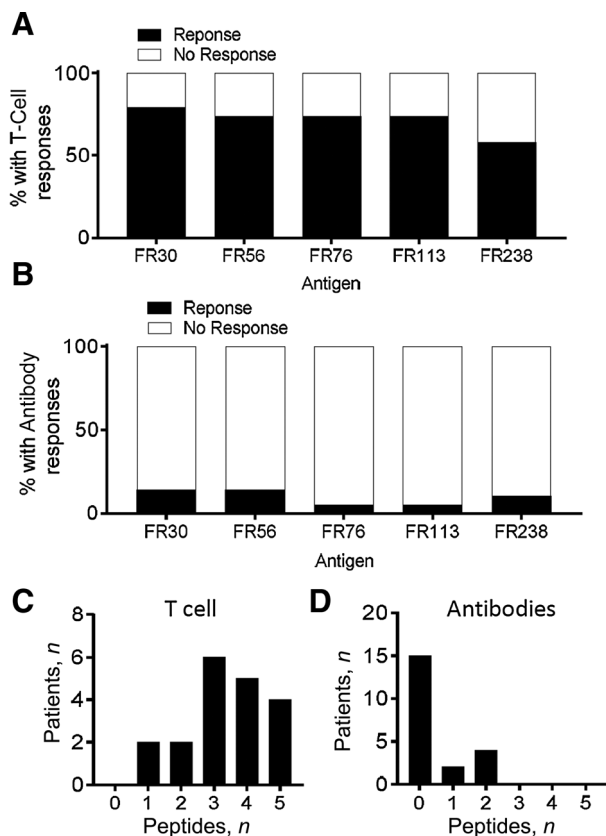 A
Reponse
No Response
% with T-Cell
responses
100
50
0
FR30 FR56 FR76 FR113 FR238
Antigen
B
Reponse
No Response
% with Antibody
responses
100
50
0
FR30 FR56 FR76 FR113 FR238
Antigen
C
T cell
Patients, n
8
6
4
2
0
0 1 2 3 4 5
Peptides, n
D
Antibodies
Patients, n
20
15
10
5
0
0 1 2 3 4 5
Peptides, n